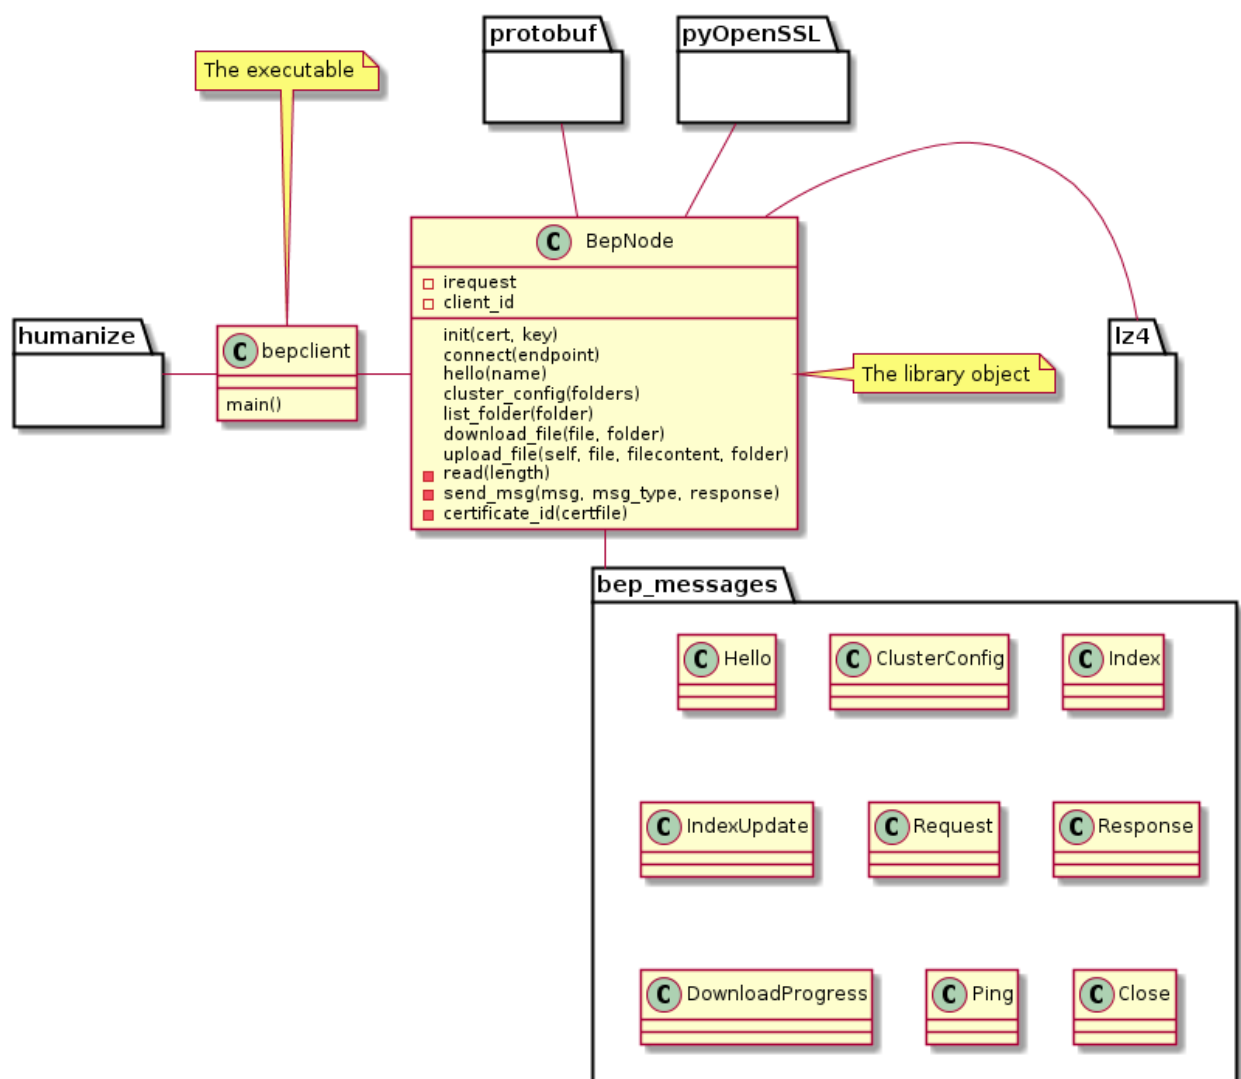 protobuf
pyOpenSSL
The executable
C BepNode
irequest
client_id
humanize
C bepclient
main()
init(cert, key)
connect(endpoint)
hello(name)
cluster_config(folders)
list_folder(folder)
download_file(file, folder)
upload_file(self, file, filecontent, folder)
read(length)
send_msg(msg, msg_type, response)
certificate_id(certfile)
The library object
lz4
bep_messages
C Hello
C ClusterConfig
C Index
C IndexUpdate
C Request
C Response
C DownloadProgress
C Ping
C Close